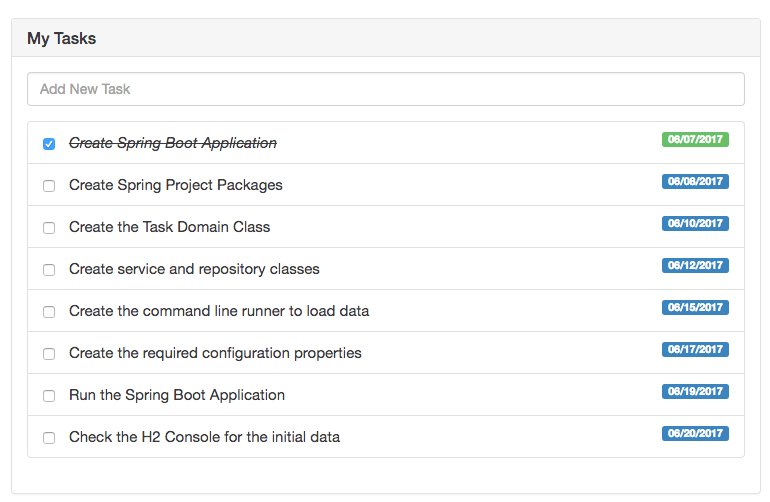 My Tasks
Add New Task
Create Spring Boot Application 06/07/2017
Create Spring Project Packages 06/08/2017
Create the Task Domain Class 06/10/2017
Create service and repository classes 06/12/2017
Create the command line runner to load data 06/15/2017
Create the required configuration properties 06/17/2017
Run the Spring Boot Application 06/19/2017
Check the H2 Console for the initial data 06/20/2017